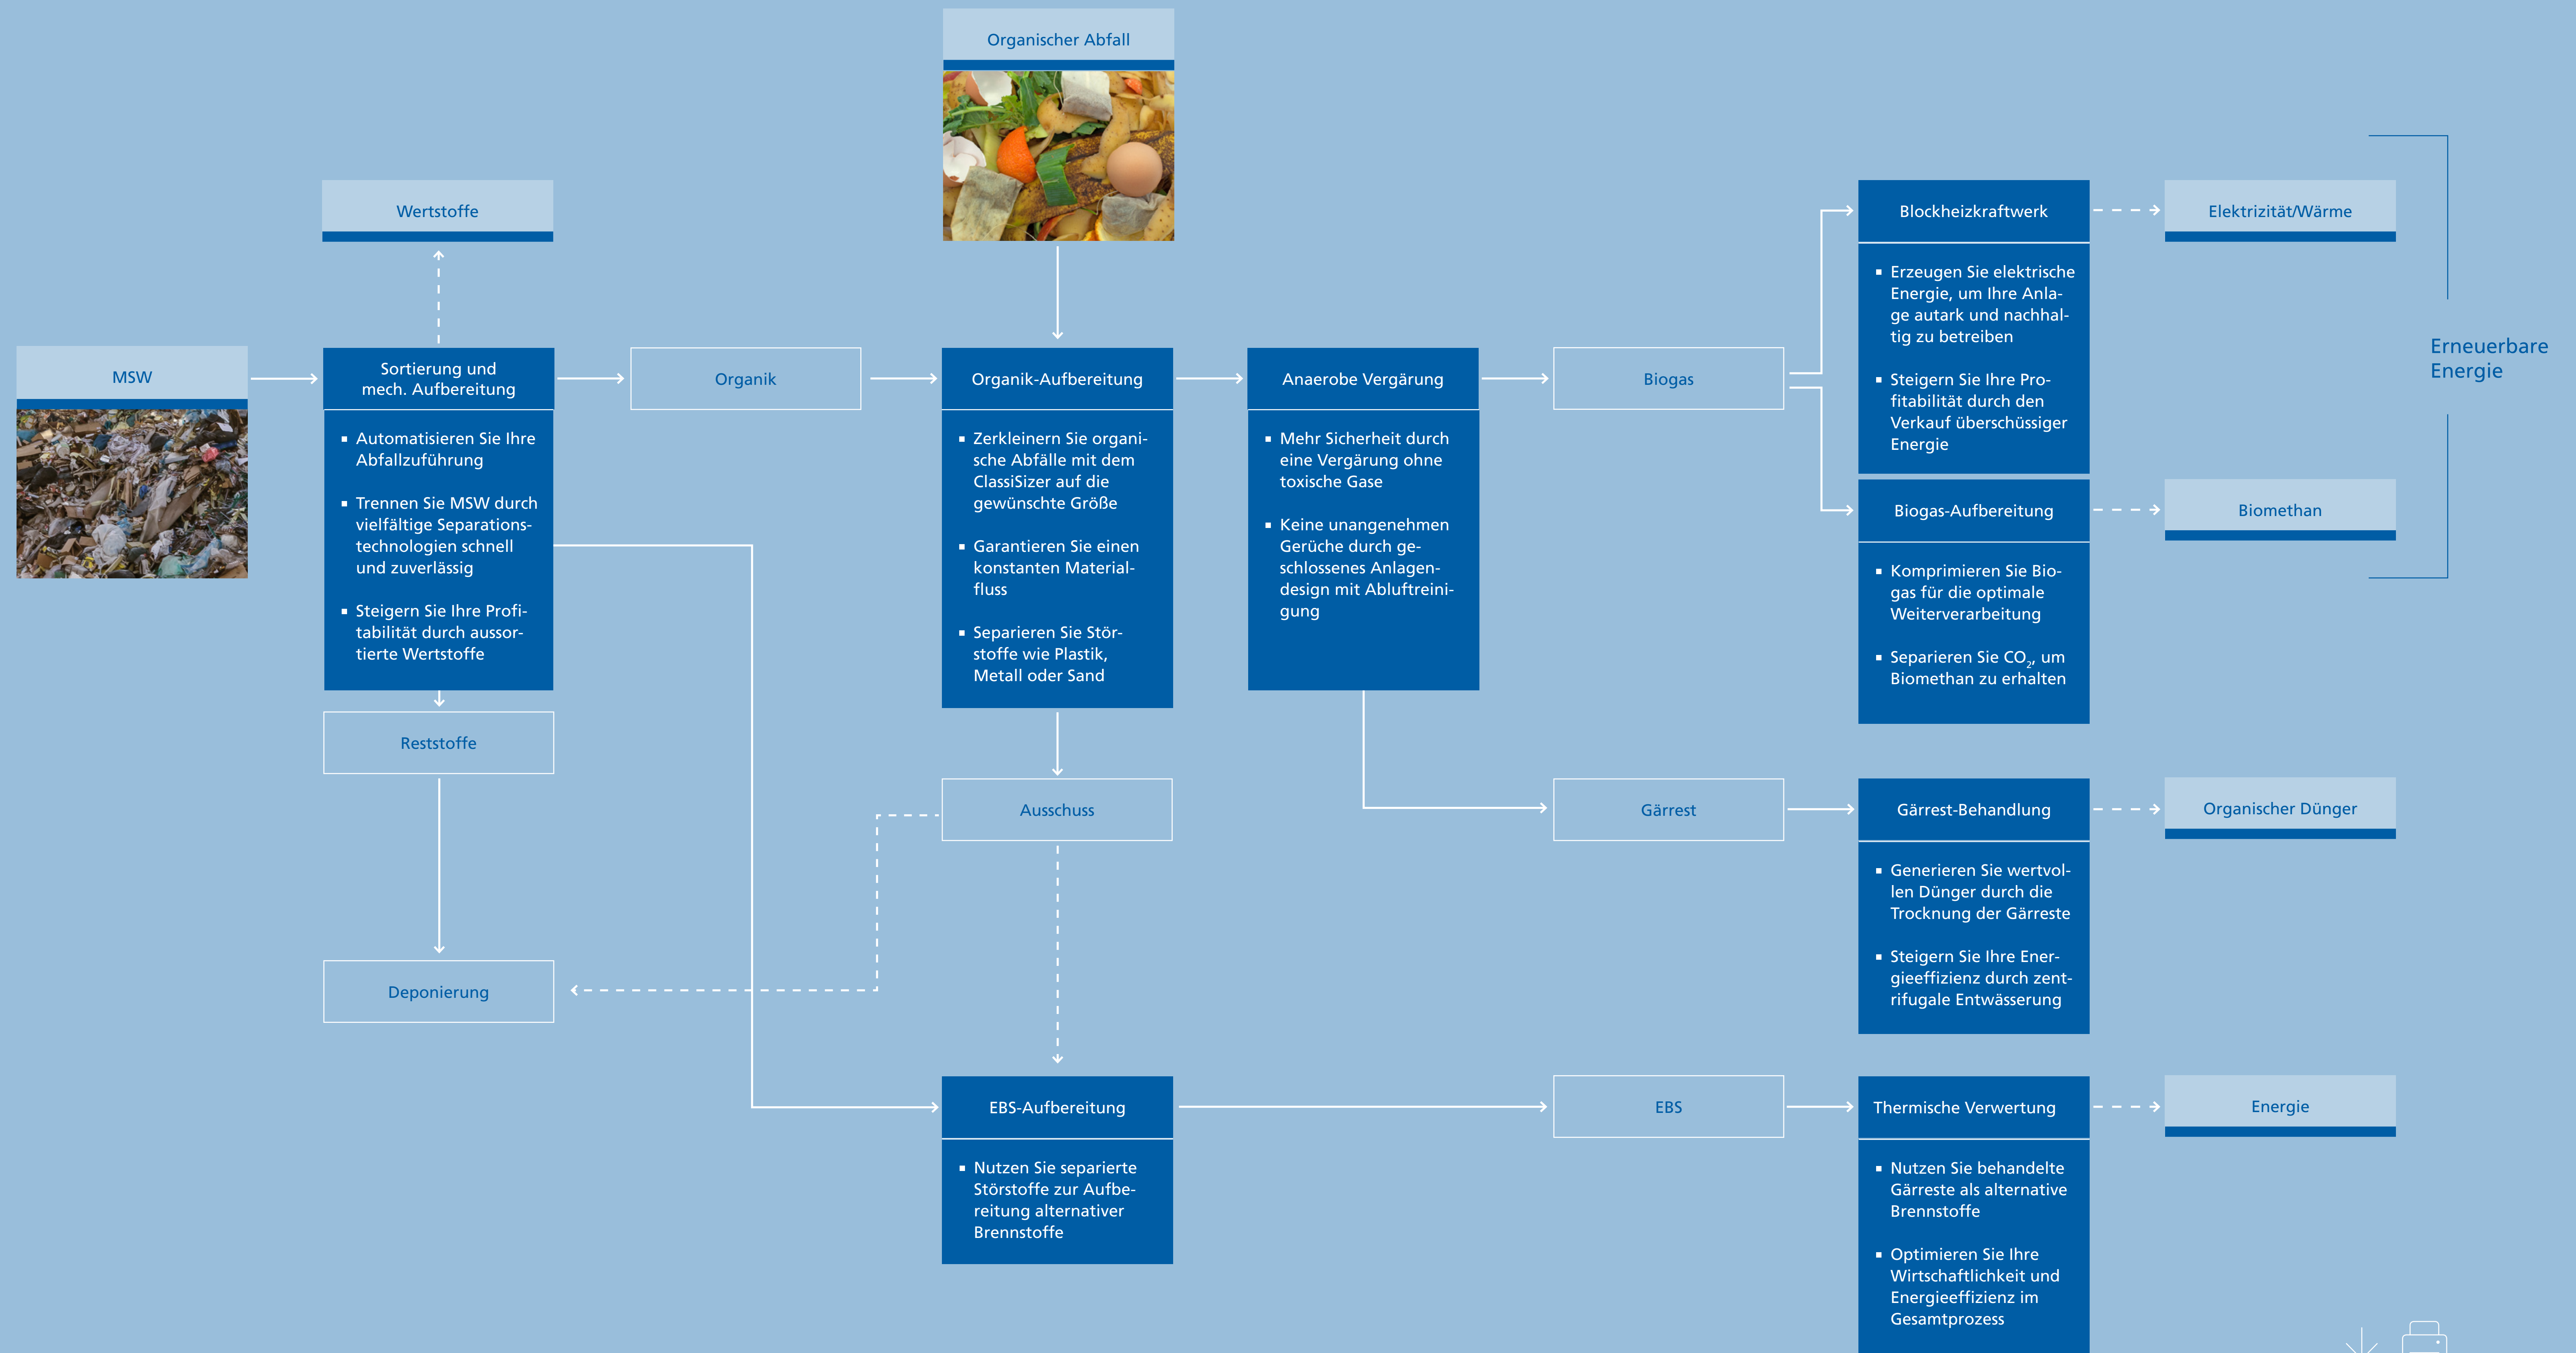 Organischer Abfall
Wertstoffe
MSW
Sortierung und
mech. Aufbereitung
Automatisieren Sie Ihre
Abfallzuführung
Trennen Sie MSW durch
vielfältige Separations-
technologien schnell
und zuverlässig
Steigern Sie Ihre Profi-
tabilität durch aussor-
tierte Wertstoffe
Reststoffe
Deponierung
Organik
Organik-Aufbereitung
Zerkleinern Sie organi-
sche Abfälle mit dem
ClassiSizer auf die
gewünschte Größe
Garantieren Sie einen
konstanten Material-
fluss
Separieren Sie Stör-
stoffe wie Plastik,
Metall oder Sand
Ausschuss
EBS-Aufbereitung
Nutzen Sie separierte
Störstoffe zur Aufbe-
reitung alternativer
Brennstoffe
Anaerobe Vergärung
Mehr Sicherheit durch
eine Vergärung ohne
toxische Gase
Keine unangenehmen
Gerüche durch ge-
schlossenes Anlagen-
design mit Abluftreini-
gung
Biogas
Gärrest
EBS
Blockheizkraftwerk
Erzeugen Sie elektrische
Energie, um Ihre Anla-
ge autark und nachhal-
tig zu betreiben
Steigern Sie Ihre Pro-
fitabilität durch den
Verkauf überschüssiger
Energie
Biogas-Aufbereitung
Komprimieren Sie Bio-
gas für die optimale
Weiterverarbeitung
Separieren Sie CO₂, um
Biomethan zu erhalten
Gärrest-Behandlung
Generieren Sie wertvol-
len Dünger durch die
Trocknung der Gärreste
Steigern Sie Ihre Ener-
gieeffizienz durch zent-
rifugale Entwässerung
Thermische Verwertung
Nutzen Sie behandelte
Gärreste als alternative
Brennstoffe
Optimieren Sie Ihre
Wirtschaftlichkeit und
Energieeffizienz im
Gesamtprozess
Elektrizität/Wärme
Biomethan
Organischer Dünger
Energie
Erneuerbare
Energie